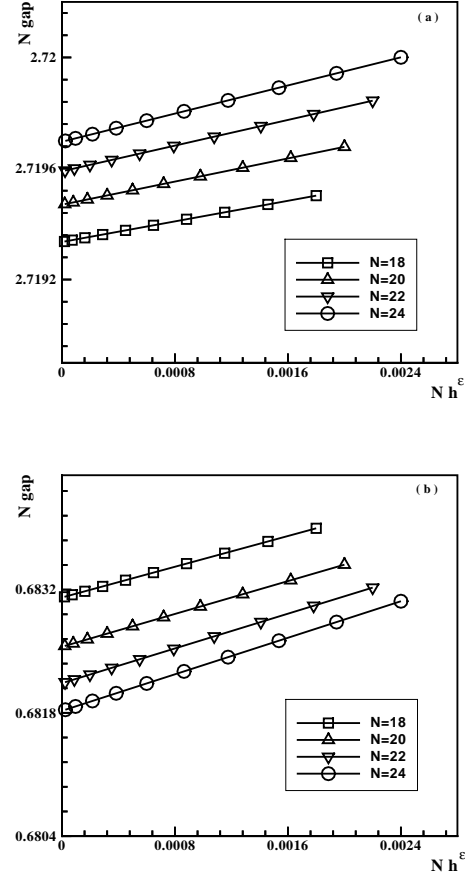 N gap
( a )
2.72
2.7196
2.7192
N=18
N=20
N=22
N=24
0
0.0008
0.0016
0.0024
N h^ε
N gap
( b )
0.6832
0.6818
0.6804
N=18
N=20
N=22
N=24
0
0.0008
0.0016
0.0024
N h^ε